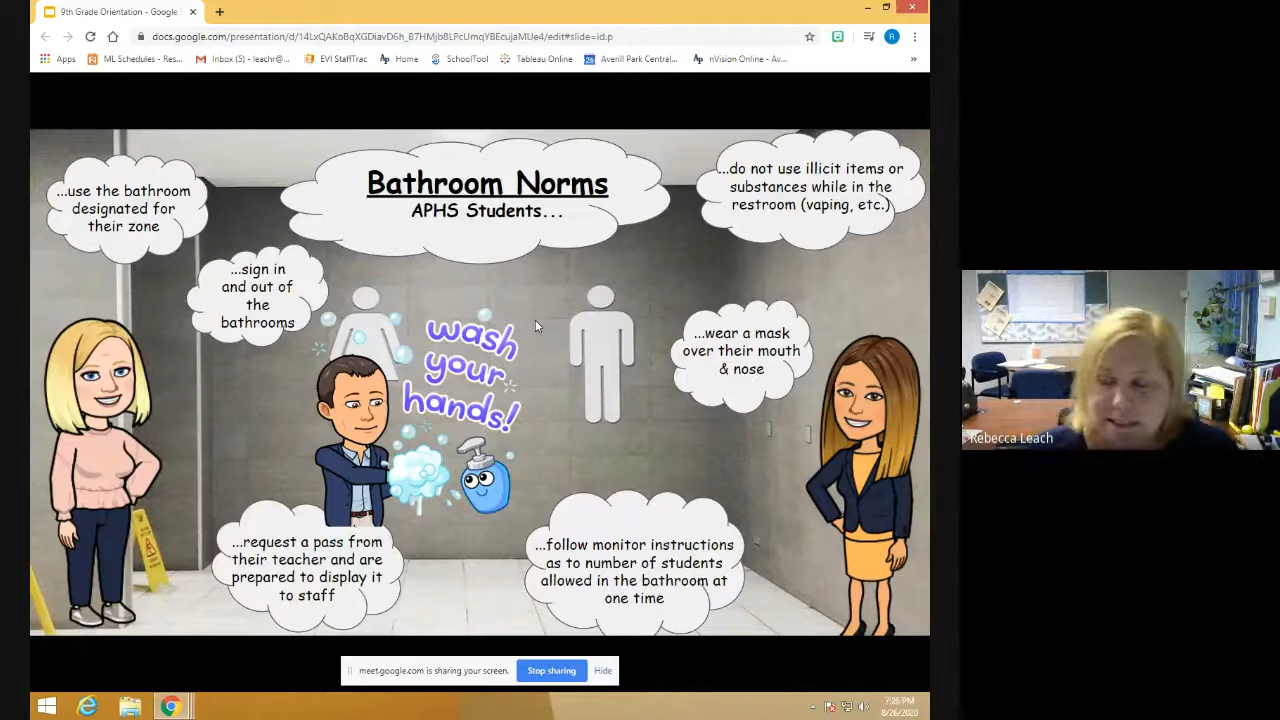 9th Grade Orientation - Google
docs.google.com/presentation/d/14LxQAKoBqXGDiavD6h_B7HMjb8LPcUmqYBEcujaMUe4/edit#slide=id.p
Apps
ML Schedules - Res...
Inbox (5) - leachr@...
EVI StaffTrac
Home
SchoolTool
Tableau Online
Averill Park Central...
nVision Online - Av...
»
R
26
Bathroom Norms
APHS Students...
...use the bathroom
designated for
their zone
...do not use illicit items or
substances while in the
restroom (vaping, etc.)
...sign in
and out of
the
bathrooms
wash
your
hands!
...wear a mask
over their mouth
& nose
...request a pass from
their teacher and are
prepared to display it
to staff
...follow monitor instructions
as to number of students
allowed in the bathroom at
one time
Rebecca Leach
meet.google.com is sharing your screen.
Stop sharing
Hide
7:26 PM
8/26/2020